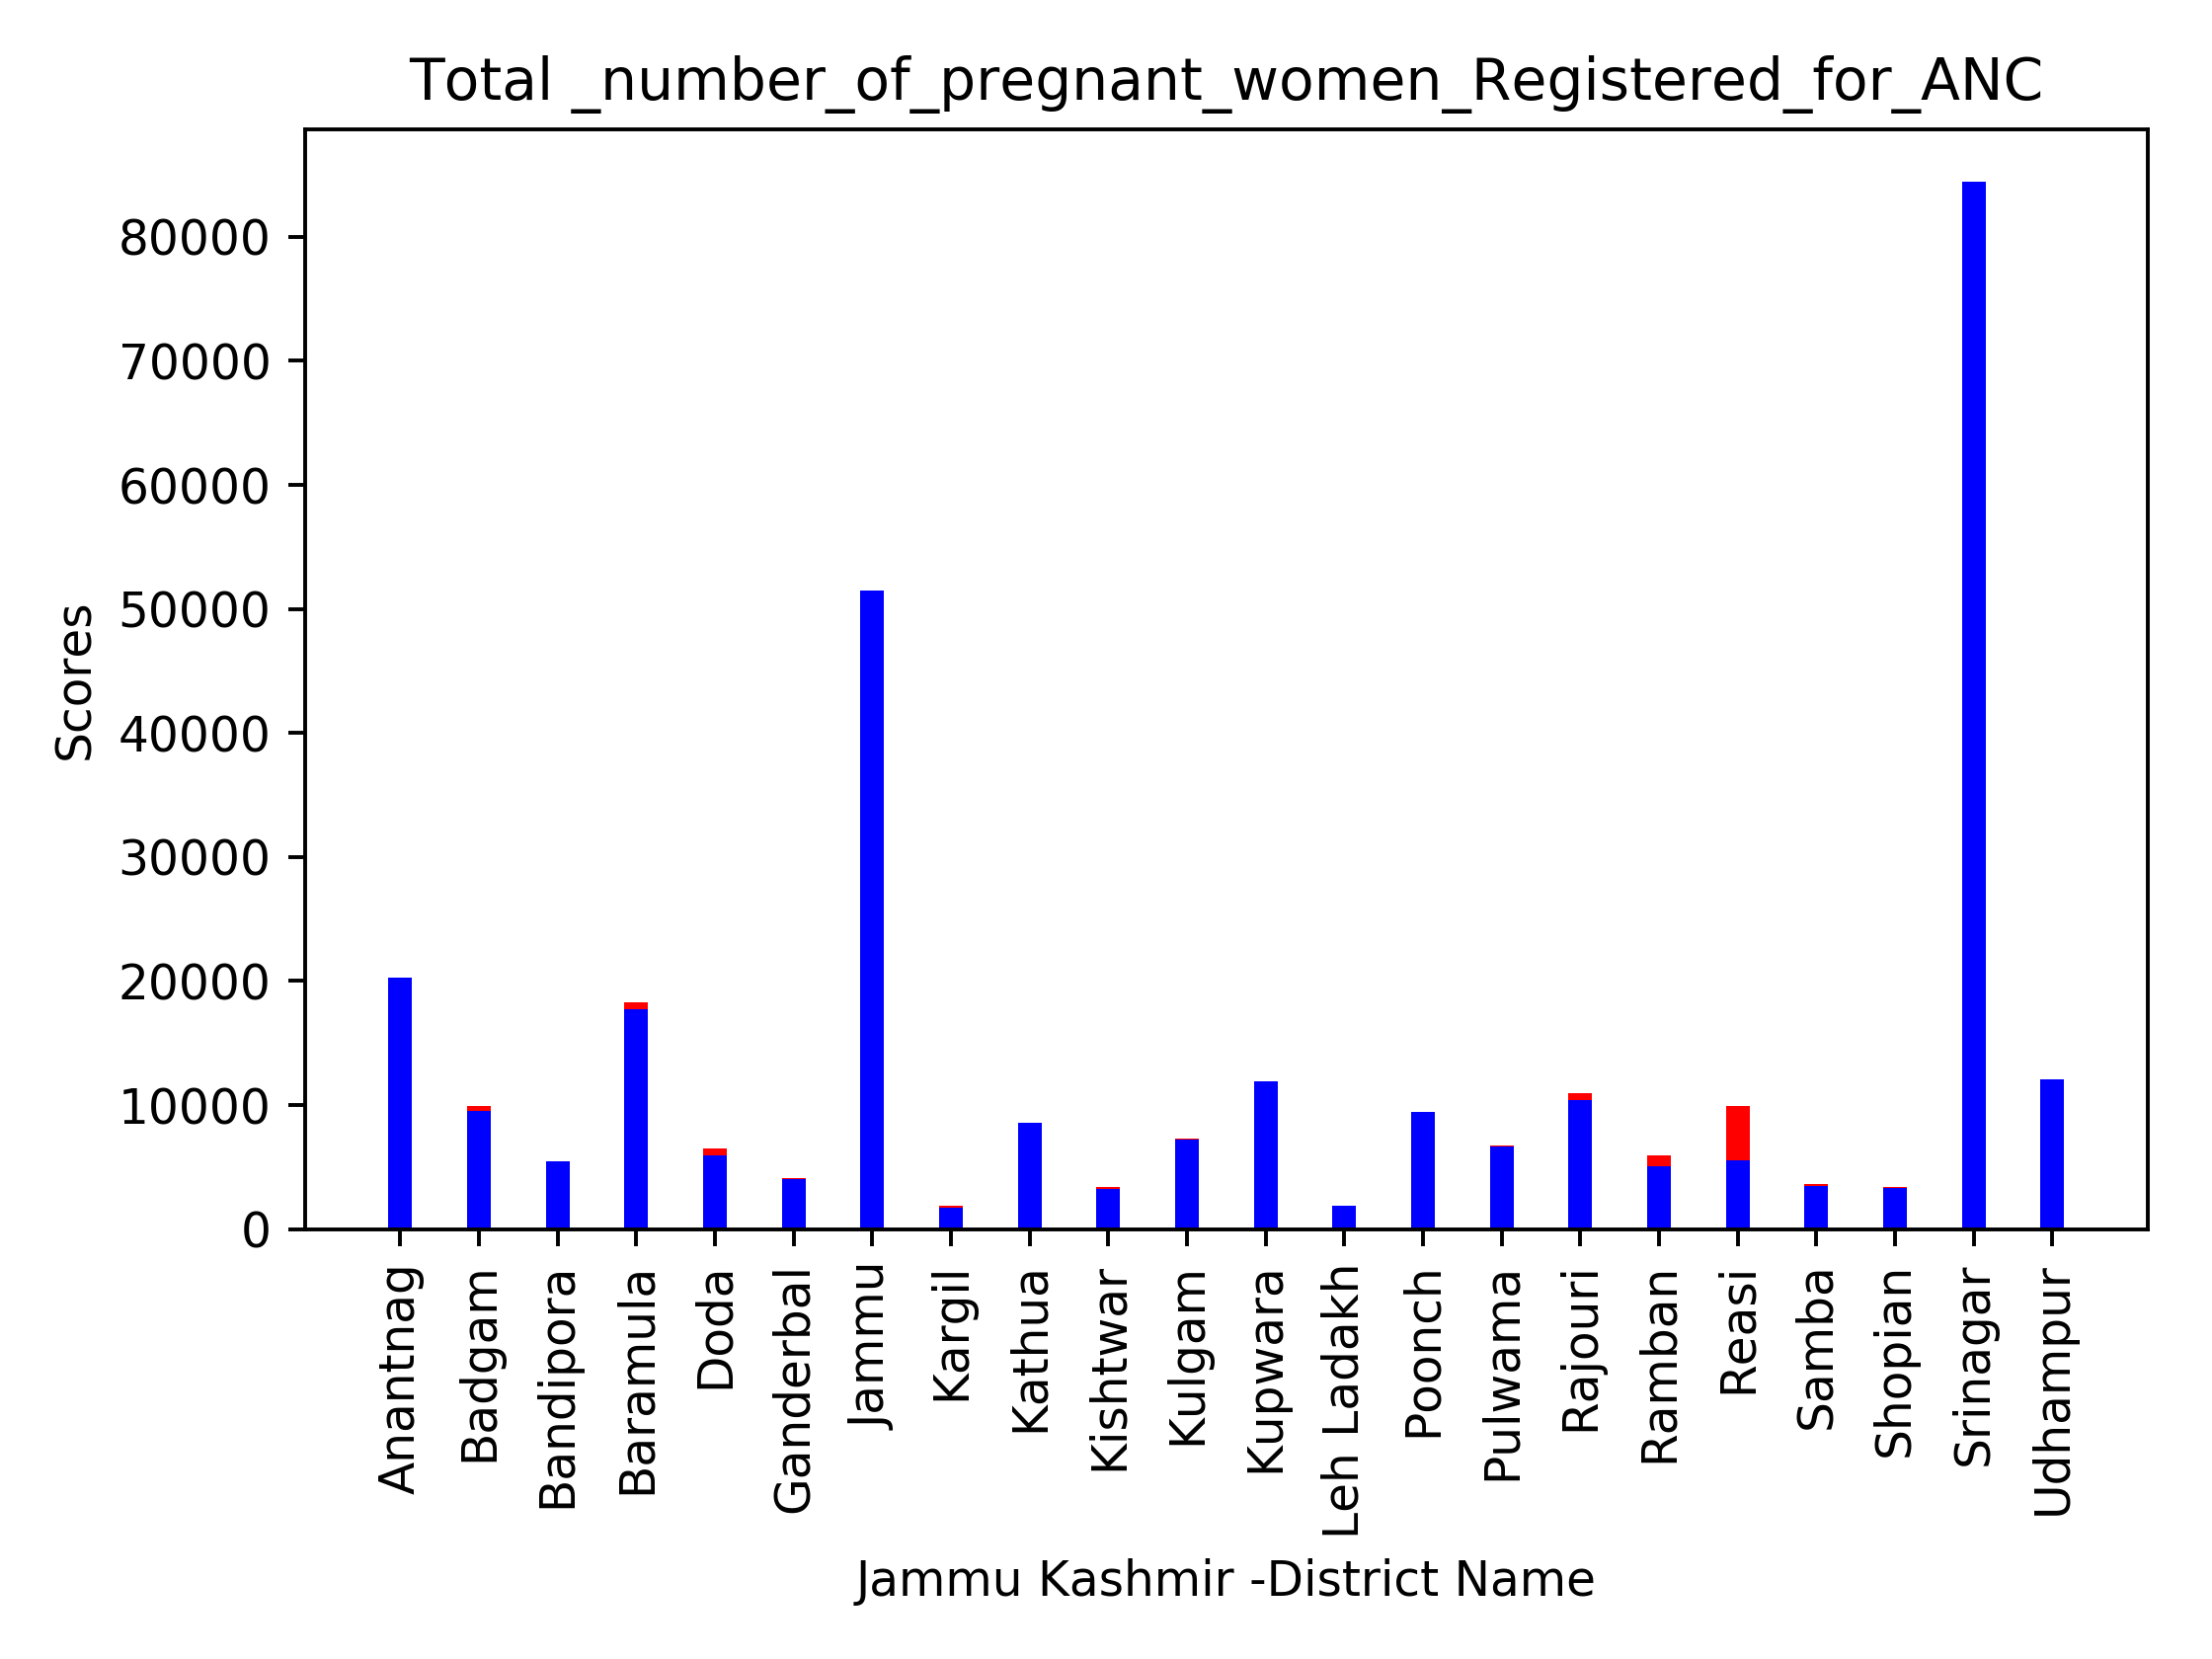 Total _number_of_pregnant_women_Registered_for_ANC
Scores
80000
70000
60000
50000
40000
30000
20000
10000
0
Anantnag
Badgam
Bandipora
Baramula
Doda
Ganderbal
Jammu
Kargil
Kathua
Kishtwar
Kulgam
Kupwara
Leh Ladakh
Poonch
Pulwama
Rajouri
Ramban
Reasi
Samba
Shopian
Srinagar
Udhampur
Jammu Kashmir -District Name